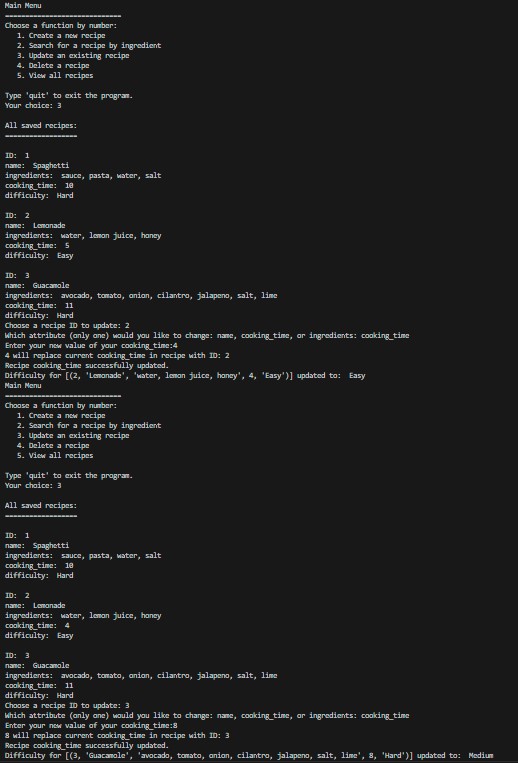 Main Menu
=============================
Choose a function by number:
1. Create a new recipe
2. Search for a recipe by ingredient
3. Update an existing recipe
4. Delete a recipe
5. View all recipes
Type 'quit' to exit the program.
Your choice: 3
All saved recipes:
==================
ID:  1
name:  Spaghetti
ingredients:  sauce, pasta, water, salt
cooking_time:  10
difficulty:  Hard
ID:  2
name:  Lemonade
ingredients:  water, lemon juice, honey
cooking_time:  5
difficulty:  Easy
ID:  3
name:  Guacamole
ingredients:  avocado, tomato, onion, cilantro, jalapeno, salt, lime
cooking_time:  11
difficulty:  Hard
Choose a recipe ID to update: 2
Which attribute (only one) would you like to change: name, cooking_time, or ingredients: cooking_time
Enter your new value of your cooking_time:4
4 will replace current cooking_time in recipe with ID: 2
Recipe cooking_time successfully updated.
Difficulty for [(2, 'Lemonade', 'water, lemon juice, honey', 4, 'Easy')] updated to:  Easy
Main Menu
=============================
Choose a function by number:
1. Create a new recipe
2. Search for a recipe by ingredient
3. Update an existing recipe
4. Delete a recipe
5. View all recipes
Type 'quit' to exit the program.
Your choice: 3
All saved recipes:
==================
ID:  1
name:  Spaghetti
ingredients:  sauce, pasta, water, salt
cooking_time:  10
difficulty:  Hard
ID:  2
name:  Lemonade
ingredients:  water, lemon juice, honey
cooking_time:  4
difficulty:  Easy
ID:  3
name:  Guacamole
ingredients:  avocado, tomato, onion, cilantro, jalapeno, salt, lime
cooking_time:  11
difficulty:  Hard
Choose a recipe ID to update: 3
Which attribute (only one) would you like to change: name, cooking_time, or ingredients: cooking_time
Enter your new value of your cooking_time:8
8 will replace current cooking_time in recipe with ID: 3
Recipe cooking_time successfully updated.
Difficulty for [(3, 'Guacamole', 'avocado, tomato, onion, cilantro, jalapeno, salt, lime', 8, 'Hard')] updated to:  Medium